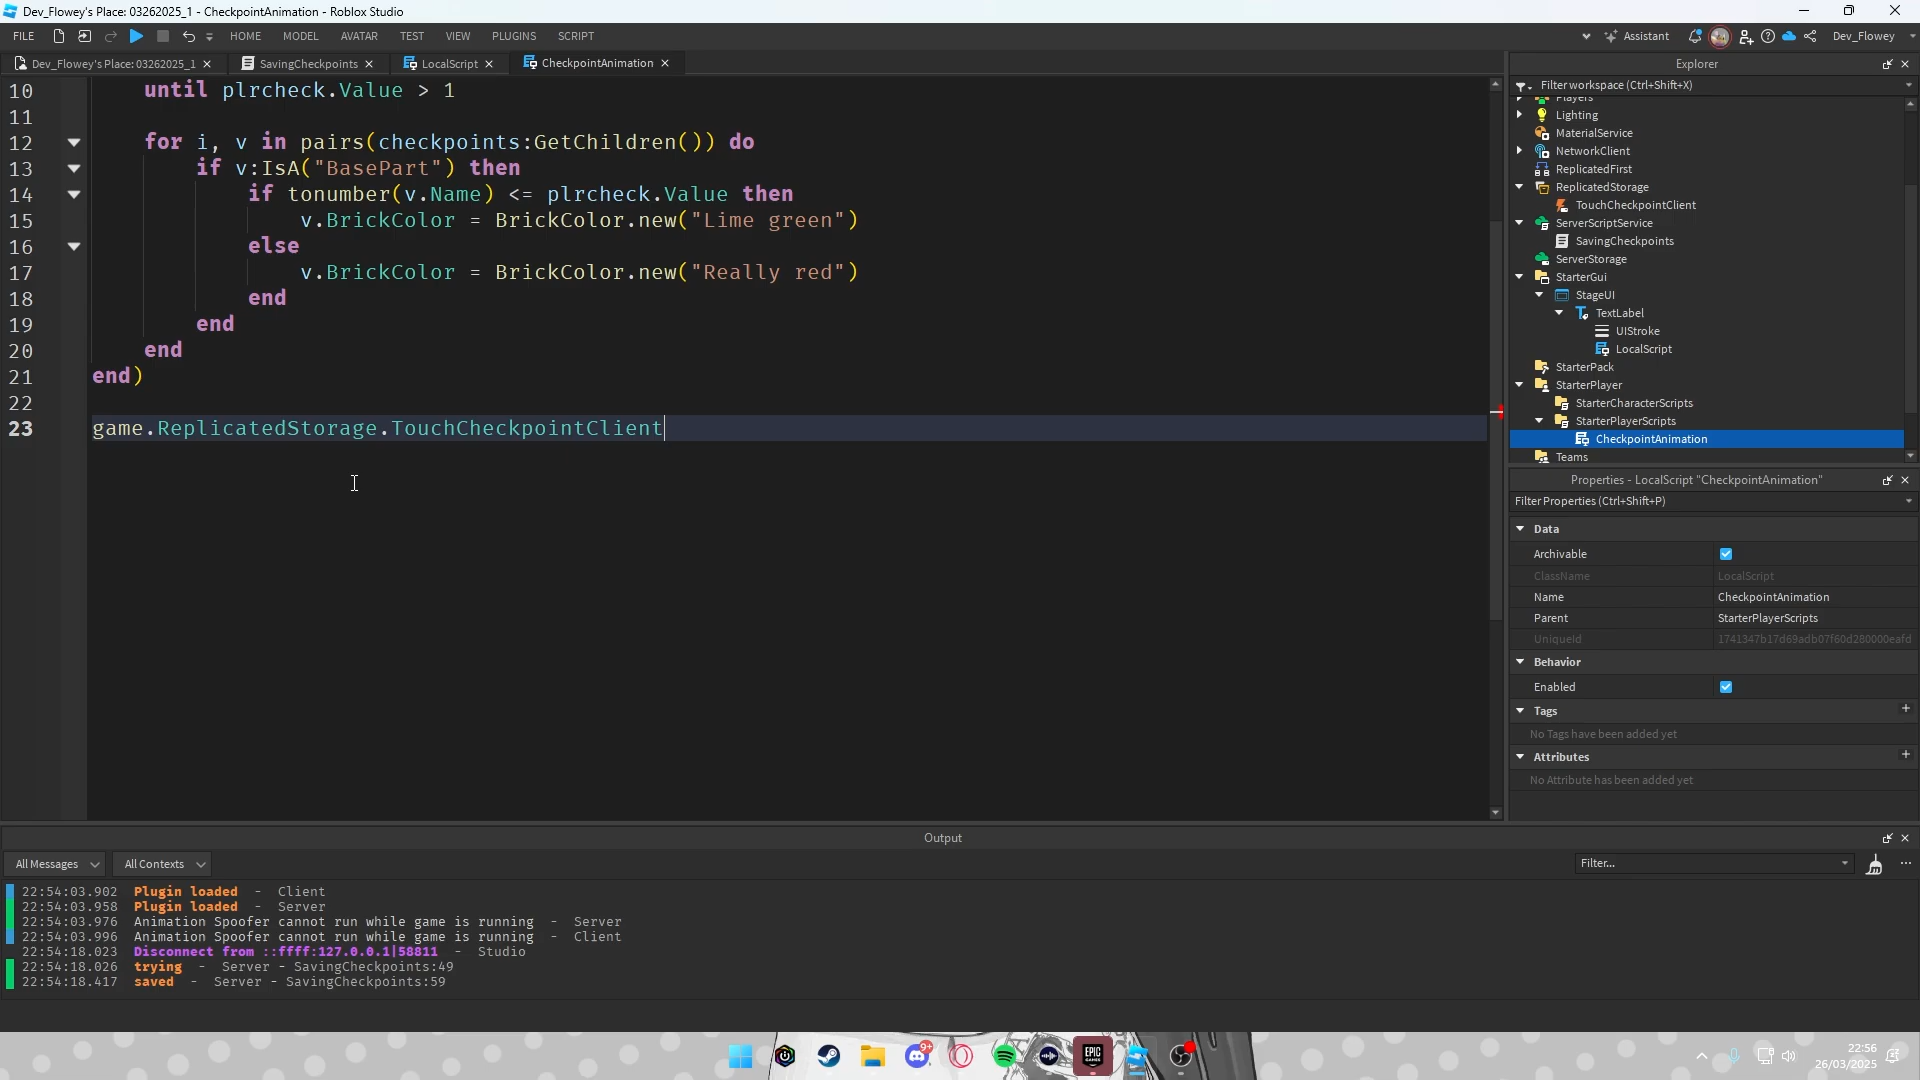 Dev_Flowey's Place: 03262025_1 - CheckpointAnimation - Roblox Studio
FILE HOME MODEL AVATAR TEST VIEW PLUGINS SCRIPT Assistant Dev_Flowey
Dev_Flowey's Place: 03262025_1 SavingCheckpoints LocalScript CheckpointAnimation
10 until plrcheck.Value > 1
11
12 for i, v in pairs(checkpoints:GetChildren()) do
13 if v:IsA("BasePart") then
14 if tonumber(v.Name) <= plrcheck.Value then
15 v.BrickColor = BrickColor.new("Lime green")
16 else
17 v.BrickColor = BrickColor.new("Really red")
18 end
19 end
20 end
21 end)
22
23 game.ReplicatedStorage.TouchCheckpointClient
Explorer
Filter workspace (Ctrl+Shift+X)
Players
Lighting
MaterialService
NetworkClient
ReplicatedFirst
ReplicatedStorage
TouchCheckpointClient
ServerScriptService
SavingCheckpoints
ServerStorage
StarterGui
StageUI
TextLabel
UIStroke
LocalScript
StarterPack
StarterPlayer
StarterCharacterScripts
StarterPlayerScripts
CheckpointAnimation
Teams
Properties - LocalScript "CheckpointAnimation"
Filter Properties (Ctrl+Shift+P)
Data
Archivable
ClassName LocalScript
Name CheckpointAnimation
Parent StarterPlayerScripts
UniqueId 1741347b17d69adb07f60d280000eafd
Behavior
Enabled
Tags
No Tags have been added yet
Attributes
No Attribute has been added yet
Output
All Messages All Contexts Filter...
22:54:03.902 Plugin loaded - Client
22:54:03.958 Plugin loaded - Server
22:54:03.976 Animation Spoofer cannot run while game is running - Server
22:54:03.996 Animation Spoofer cannot run while game is running - Client
22:54:18.023 Disconnect from ::ffff:127.0.0.1|58811 - Studio
22:54:18.026 trying - Server - SavingCheckpoints:49
22:54:18.417 saved - Server - SavingCheckpoints:59
9+
EPIC GAMES
22:56
26/03/2025